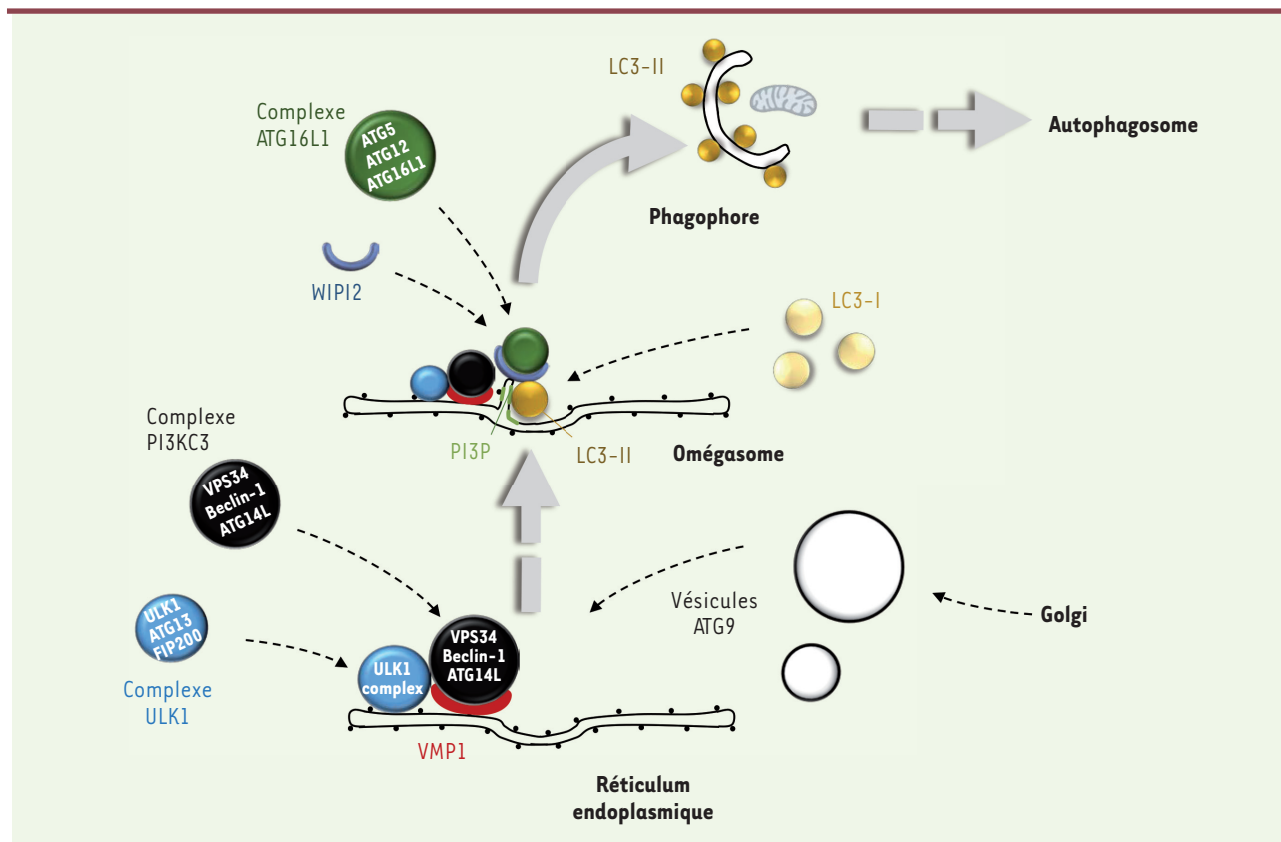 LC3-II
Complexe
ATG16L1
ATG5
ATG12
ATG16L1
Autophagosome
Phagophore
WIPI2
LC3-I
Complexe
PI3KC3
PI3P
LC3-II
Omégasome
VPS34
Beclin-1
ATG14L
Vésicules
ATG9
Golgi
ULK1
ATG13
FIP200
VPS34
Beclin-1
ATG14L
ULK1
complex
Complexe
ULK1
VMP1
Réticulum
endoplasmique